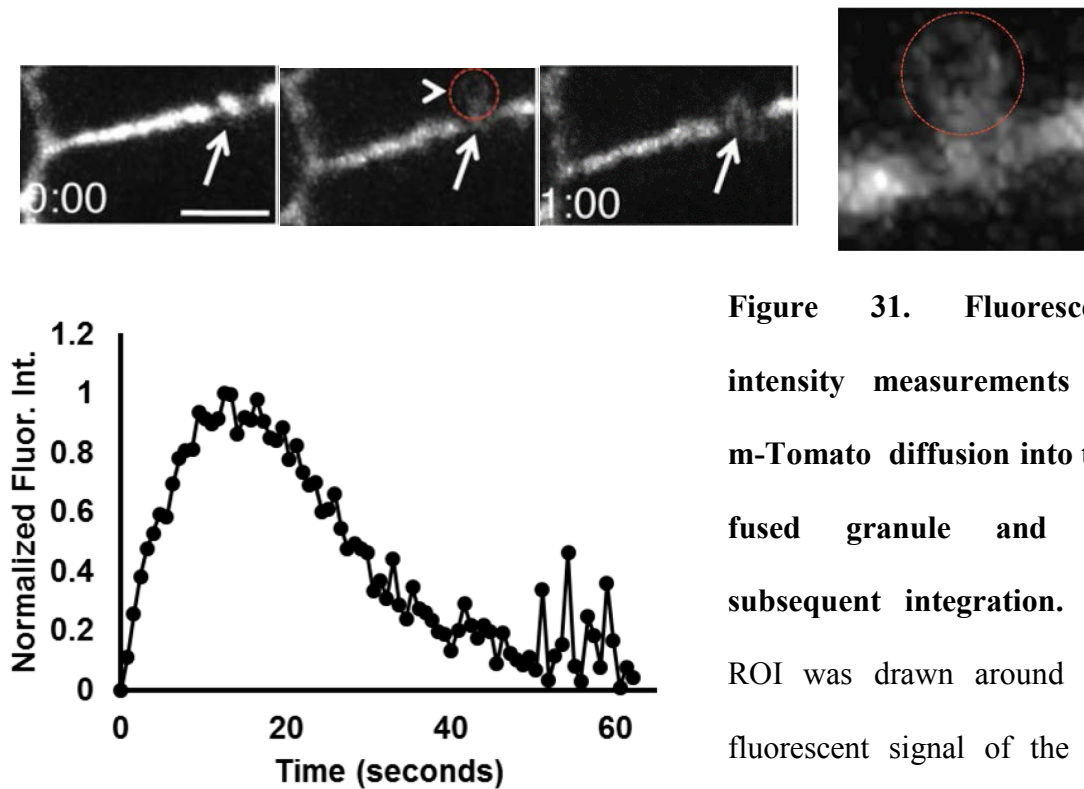 0:00
1:00
1.2
1
0.8
0.6
0.4
0.2
0
0 20 40 60
Normalized Fluor. Int.
Time (seconds)
Figure 31. Fluoresc
intensity measurements
m-Tomato diffusion into t
fused granule and
subsequent integration.
ROI was drawn around
fluorescent signal of the